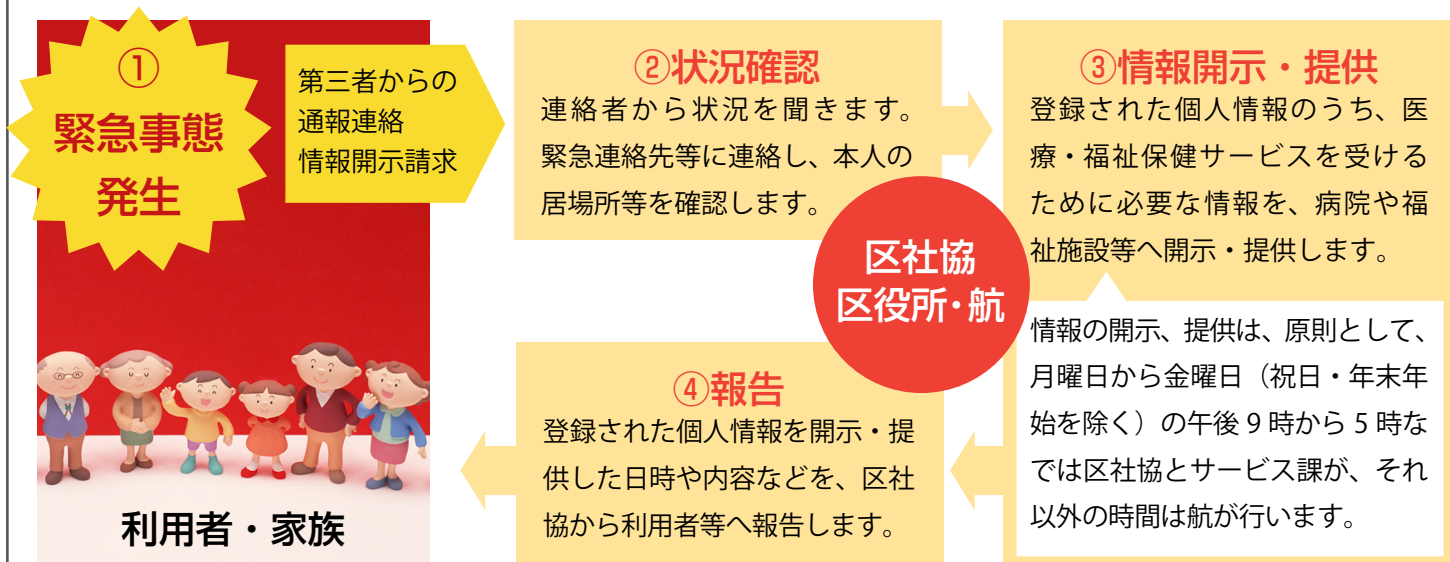 ①
緊急事態
発生
第三者からの
通報連絡
情報開示請求
②状況確認
連絡者から状況を聞きます。
緊急連絡先等に連絡し、本人の
居場所等を確認します。
③情報開示・提供
登録された個人情報のうち、医
療・福祉保健サービスを受ける
ために必要な情報を、病院や福
祉施設等へ開示・提供します。
区社協
区役所・航
情報の開示、提供は、原則として、
月曜日から金曜日（祝日・年末年
始を除く）の午後 9 時から 5 時な
では区社協とサービス課が、それ
以外の時間は航が行います。
④報告
登録された個人情報を開示・提
供した日時や内容などを、区社
協から利用者等へ報告します。
利用者・家族